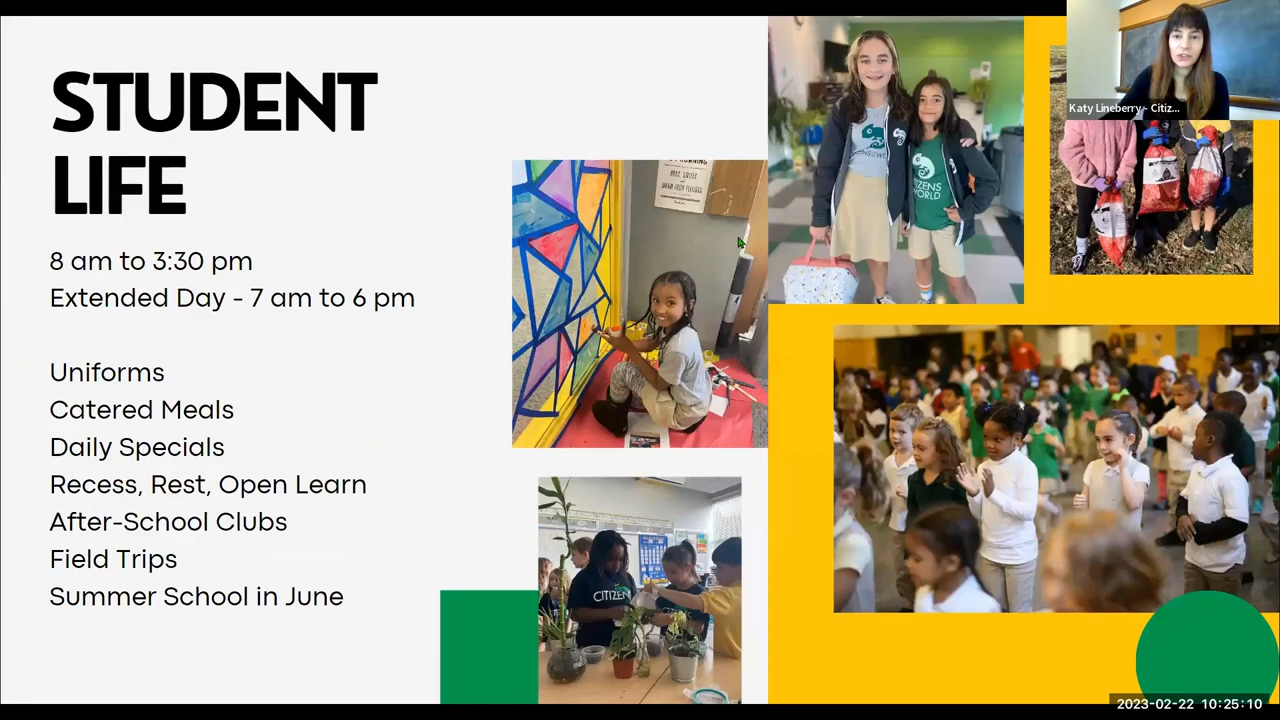 STUDENT
LIFE
8 am to 3:30 pm
Extended Day - 7 am to 6 pm
Uniforms
Catered Meals
Daily Specials
Recess, Rest, Open Learn
After-School Clubs
Field Trips
Summer School in June
CITIZENS
WORLD
CITIZEN
Katy Lineberry - Citiz...
2023-02-22 10:25:10